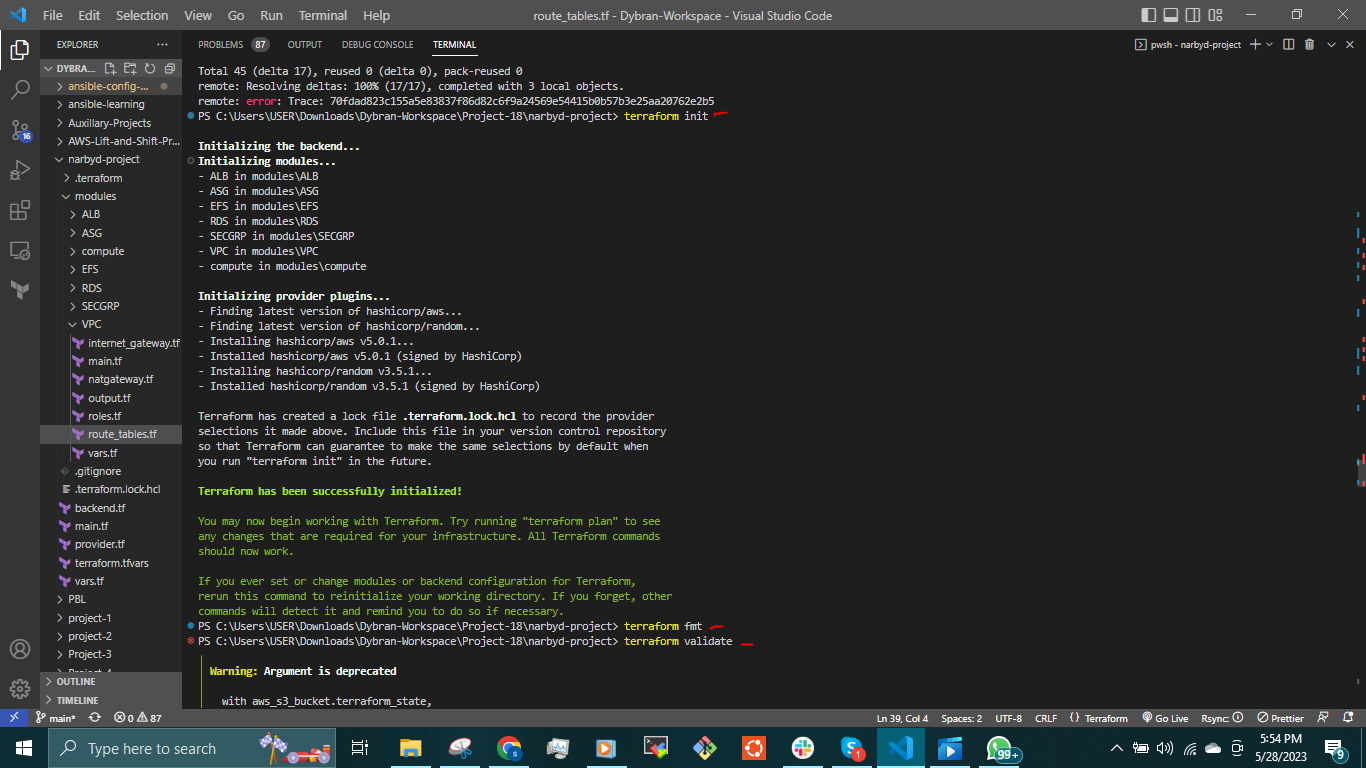 File Edit Selection View Go Run Terminal Help
route_tables.tf - Dybran-Workspace - Visual Studio Code
EXPLORER
DYBRA...
ansible-config-...
ansible-learning
Auxillary-Projects
AWS-Lift-and-Shift-Pr...
narbyd-project
.terraform
modules
ALB
ASG
compute
EFS
RDS
SECGRP
VPC
internet_gateway.tf
main.tf
natgateway.tf
output.tf
roles.tf
route_tables.tf
vars.tf
.gitignore
.terraform.lock.hcl
backend.tf
main.tf
provider.tf
terraform.tfvars
vars.tf
PBL
project-1
project-2
Project-3
Project-4
OUTLINE
TIMELINE
16
PROBLEMS 87 OUTPUT DEBUG CONSOLE TERMINAL
pwsh - narbyd-project
Total 45 (delta 17), reused 0 (delta 0), pack-reused 0
remote: Resolving deltas: 100% (17/17), completed with 3 local objects.
remote: error: Trace: 70fdad823c155a5e83837f86d82c6f9a24569e54415b0b57b3e25aa20762e2b5
PS C:\Users\USER\Downloads\Dybran-Workspace\Project-18\narbyd-project> terraform init
Initializing the backend...
Initializing modules...
- ALB in modules\ALB
- ASG in modules\ASG
- EFS in modules\EFS
- RDS in modules\RDS
- SECGRP in modules\SECGRP
- VPC in modules\VPC
- compute in modules\compute
Initializing provider plugins...
- Finding latest version of hashicorp/aws...
- Finding latest version of hashicorp/random...
- Installing hashicorp/aws v5.0.1...
- Installed hashicorp/aws v5.0.1 (signed by HashiCorp)
- Installing hashicorp/random v3.5.1...
- Installed hashicorp/random v3.5.1 (signed by HashiCorp)
Terraform has created a lock file .terraform.lock.hcl to record the provider
selections it made above. Include this file in your version control repository
so that Terraform can guarantee to make the same selections by default when
you run "terraform init" in the future.
Terraform has been successfully initialized!
You may now begin working with Terraform. Try running "terraform plan" to see
any changes that are required for your infrastructure. All Terraform commands
should now work.
If you ever set or change modules or backend configuration for Terraform,
rerun this command to reinitialize your working directory. If you forget, other
commands will detect it and remind you to do so if necessary.
PS C:\Users\USER\Downloads\Dybran-Workspace\Project-18\narbyd-project> terraform fmt
PS C:\Users\USER\Downloads\Dybran-Workspace\Project-18\narbyd-project> terraform validate
Warning: Argument is deprecated
with aws_s3_bucket.terraform_state,
main* 0 87
Ln 39, Col 4 Spaces: 2 UTF-8 CRLF Terraform Go Live Rsync: Prettier
Type here to search
1
99+
5:54 PM
5/28/2023
9